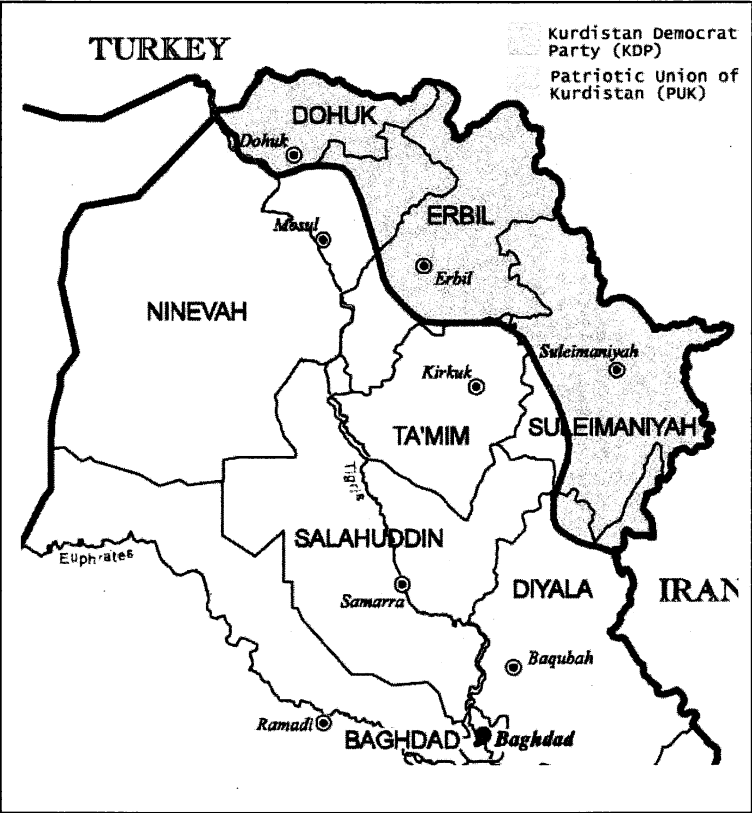 TURKEY
Kurdistan Democrat
Party (KDP)
Patriotic Union of
Kurdistan (PUK)
DOHUK
Dohuk
ERBIL
Mosul
Erbil
NINEVAH
Suleimaniyah
Kirkuk
SULEIMANIYAH
TA'MIM
Tigris
SALAHUDDIN
Euphrates
DIYALA
IRAN
Samarra
Baqubah
Ramadi
BAGHDAD
Baghdad